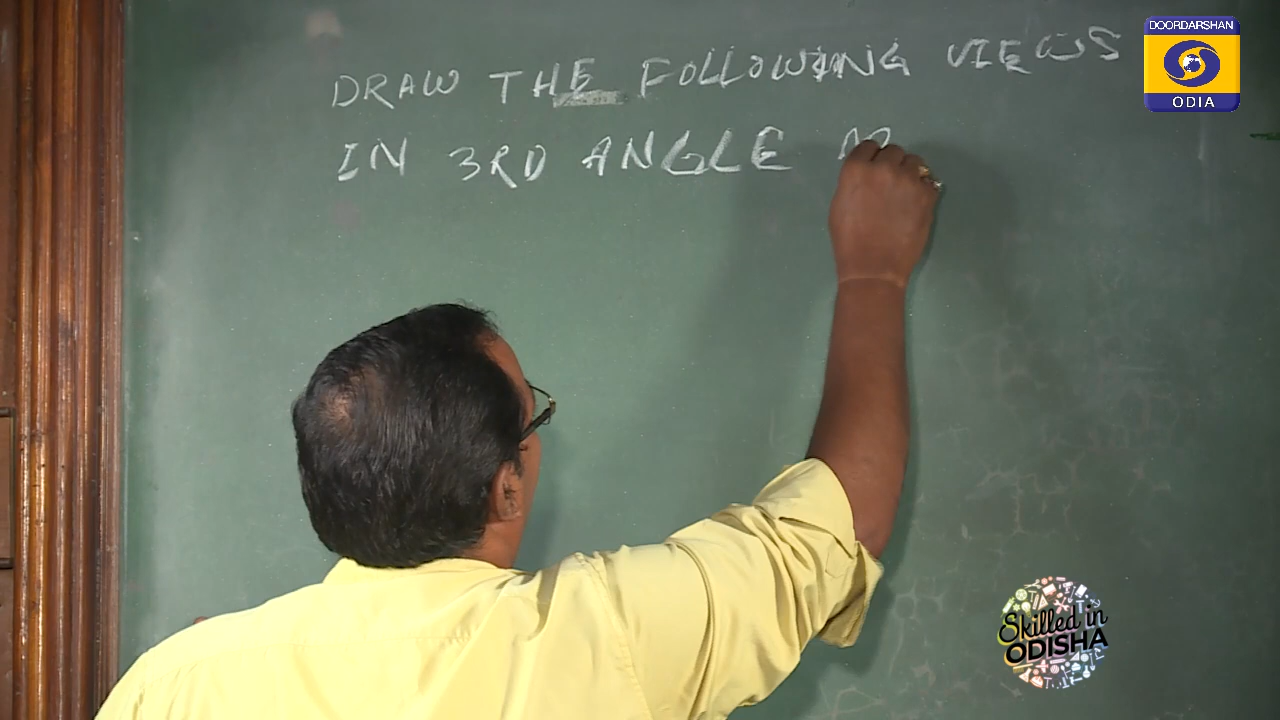 DRAW THE FOLLOWING VIEWS
IN 3RD ANGLE
DOORDARSHAN
ODIA
Skilled in
ODISHA